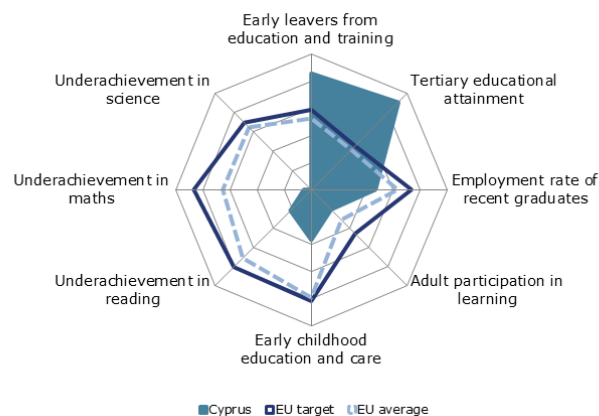 Early leavers from
education and training
Tertiary educational
attainment
Employment rate of
recent graduates
Adult participation in
learning
Early childhood
education and care
Underachievement in
reading
Underachievement in
maths
Underachievement in
science
Cyprus EU target EU average